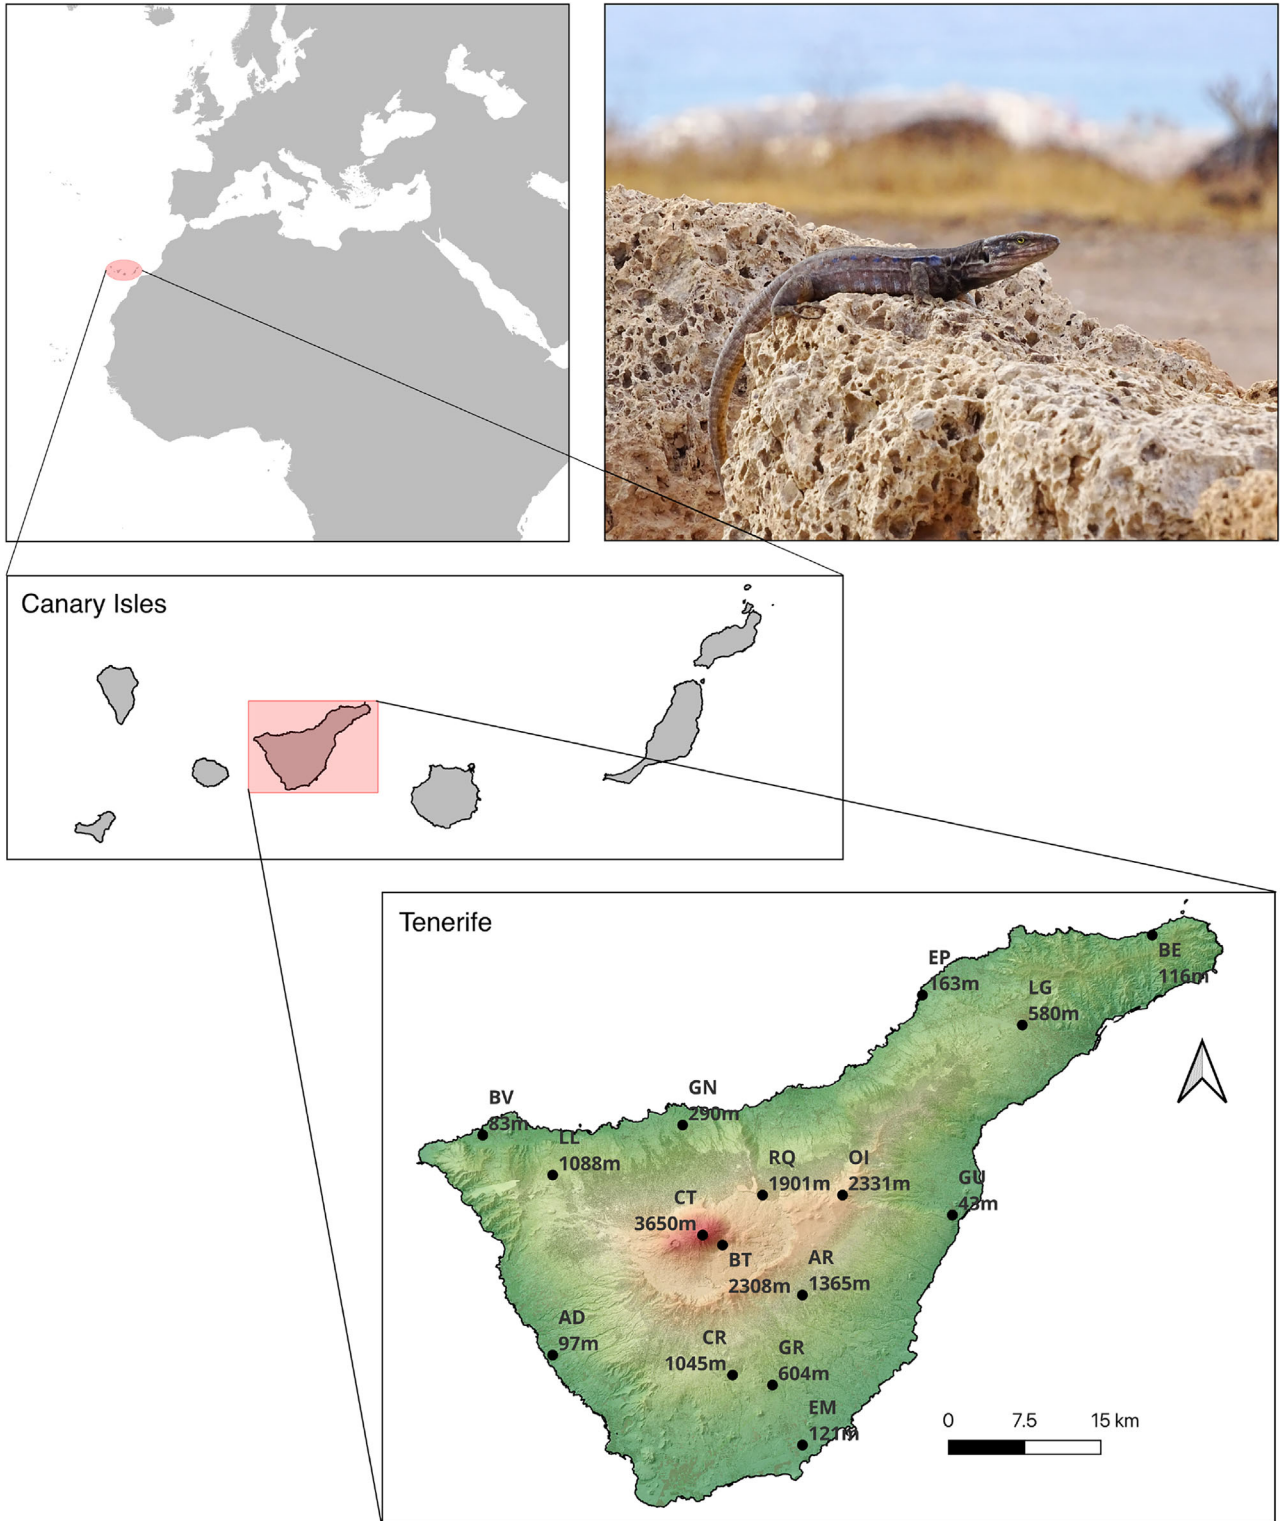 Canary Isles
Tenerife
BE
116m
EP
163m
LG
580m
GN
290m
BV
83m
LL
1088m
RQ
1901m
OI
2331m
GU
43m
CT
3650m
BT
2308m
AR
1365m
AD
97m
CR
1045m
GR
604m
EM
121m
0 7.5 15 km